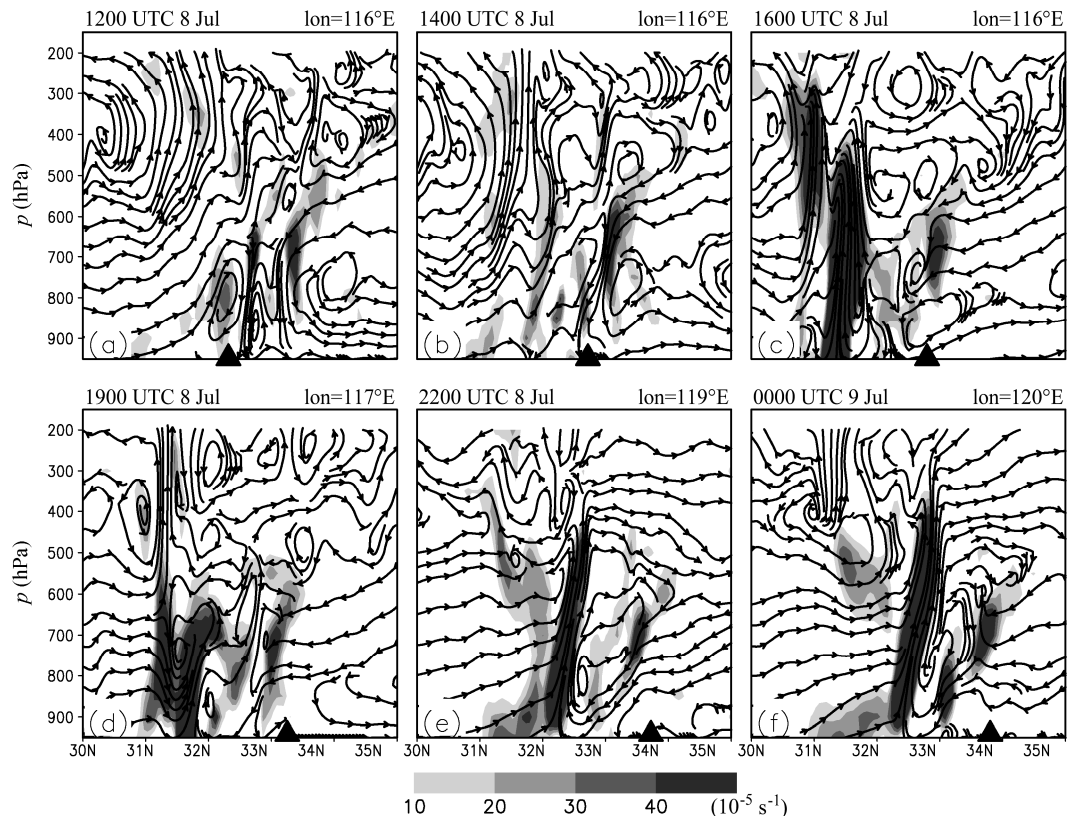 1200 UTC 8 Jul lon=116°E 1400 UTC 8 Jul lon=116°E 1600 UTC 8 Jul lon=116°E
200
300
400
500
600
700
800
900
p (hPa)
(a) (b) (c)
1900 UTC 8 Jul lon=117°E 2200 UTC 8 Jul lon=119°E 0000 UTC 9 Jul lon=120°E
200
300
400
500
600
700
800
900
p (hPa)
(d) (e) (f)
30N 31N 32N 33N 34N 35N 30N 31N 32N 33N 34N 35N 30N 31N 32N 33N 34N 35N
10 20 30 40 (10⁻⁵ s⁻¹)